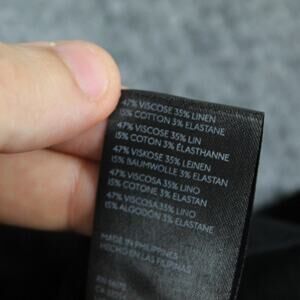 47% VISCOSE 35% LINEN
15% COTTON 3% ELASTANE
47% VISCOSE 35% LIN
15% COTON 3% ÉLASTHANNE
47% VISKOSE 35% LEINEN
15% BAUMWOLLE 3% ELASTAN
47% VISCOSA 35% LINO
15% COTONE 3% ELASTAN
47% VISCOSA 35% LINO
15% ALGODÓN 3% ELASTANE
MADE IN PHILIPPINES
HECHO EN LAS FILIPINAS